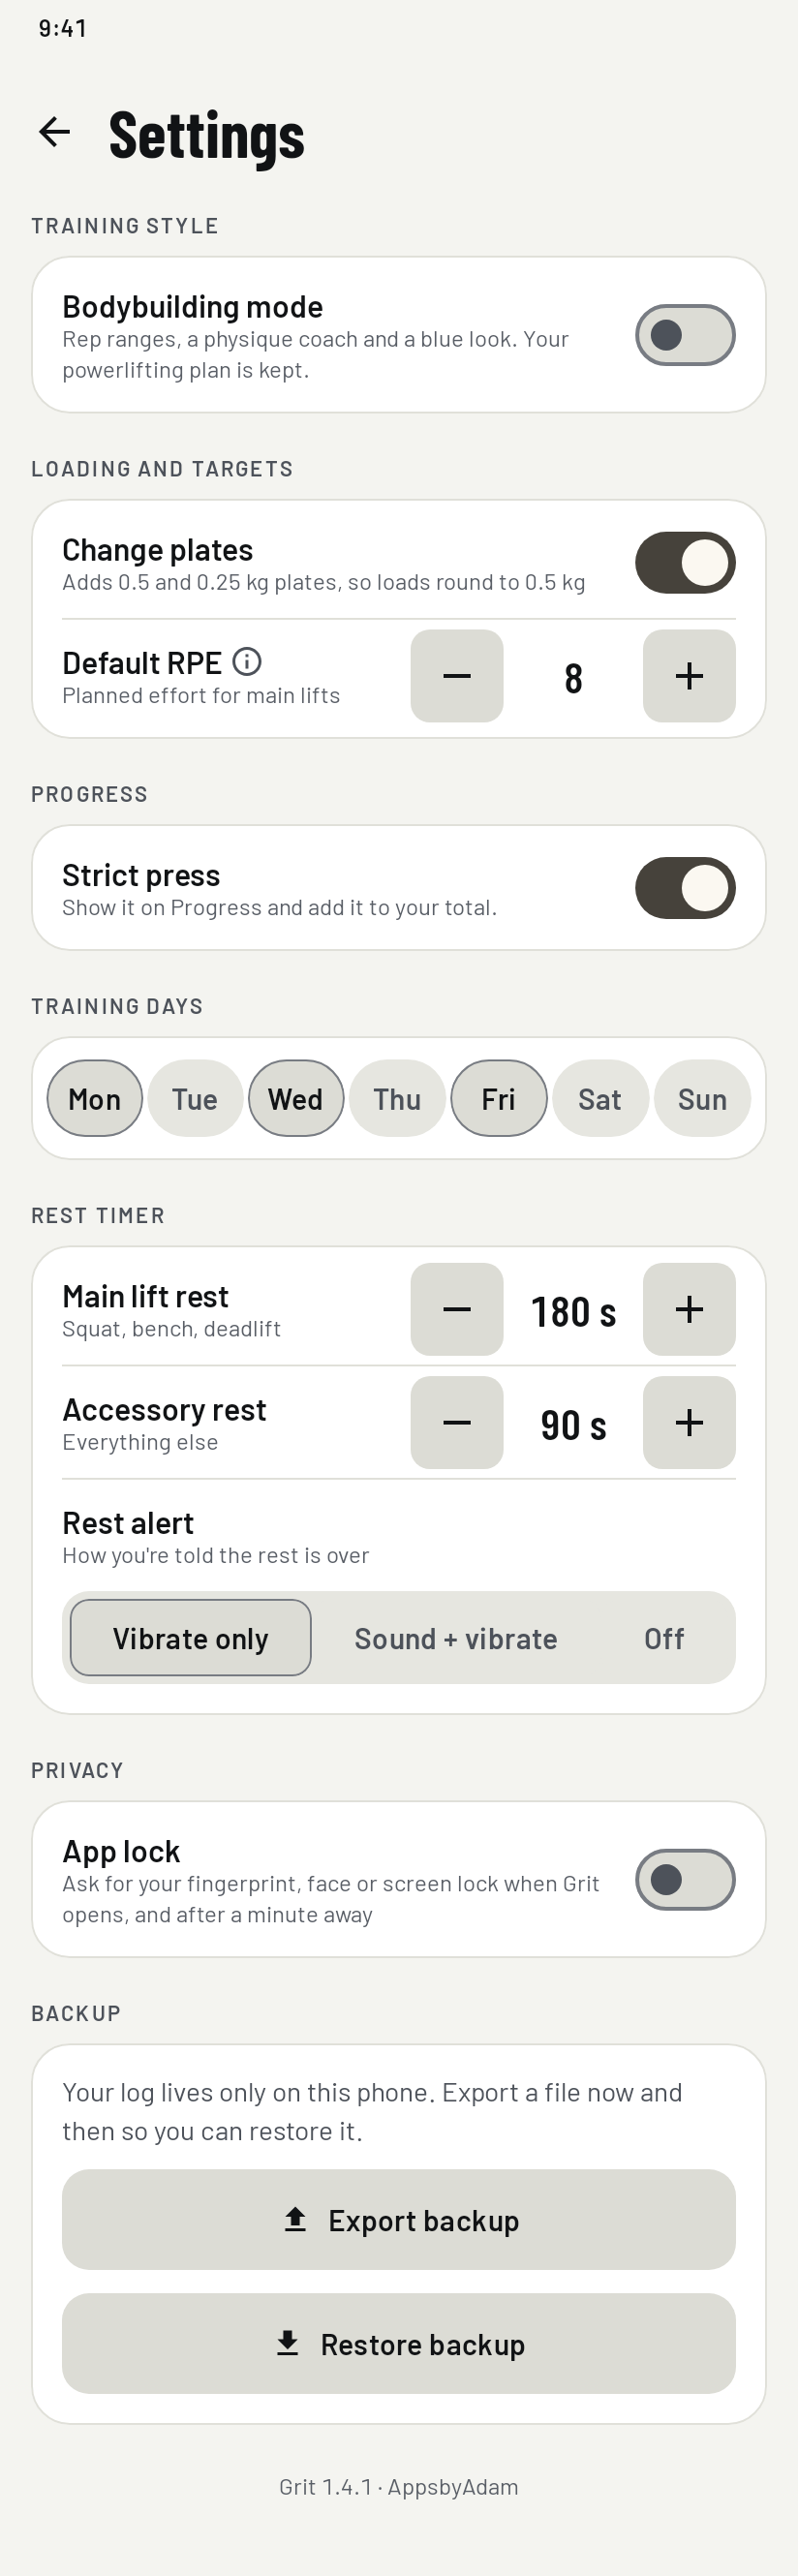 9:41
Settings
TRAINING STYLE
Bodybuilding mode
Rep ranges, a physique coach and a blue look. Your
powerlifting plan is kept.
LOADING AND TARGETS
Change plates
Adds 0.5 and 0.25 kg plates, so loads round to 0.5 kg
Default RPE
Planned effort for main lifts
8
PROGRESS
Strict press
Show it on Progress and add it to your total.
TRAINING DAYS
Mon Tue Wed Thu Fri Sat Sun
REST TIMER
Main lift rest
Squat, bench, deadlift
180 s
Accessory rest
Everything else
90 s
Rest alert
How you're told the rest is over
Vibrate only Sound + vibrate Off
PRIVACY
App lock
Ask for your fingerprint, face or screen lock when Grit
opens, and after a minute away
BACKUP
Your log lives only on this phone. Export a file now and
then so you can restore it.
Export backup
Restore backup
Grit 1.4.1 · AppsbyAdam